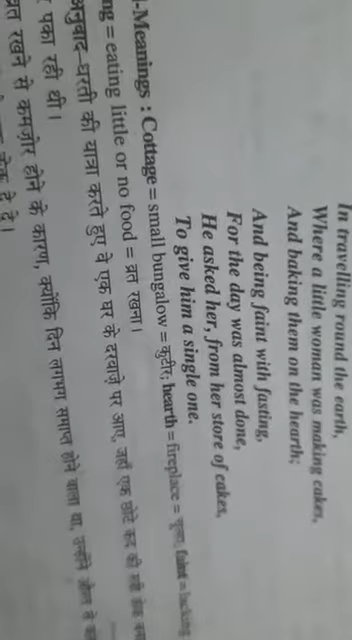 In travelling round the earth,
Where a little woman was making cakes,
And baking them on the hearth;
And being faint with fasting,
For the day was almost done,
He asked her, from her store of cakes,
To give him a single one.
-Meanings : Cottage = small bungalow = कुटीर; hearth = fireplace = चूल्हा; faint = lacking
ng = eating little or no food = व्रत रखना।
अनुवाद-धरती की यात्रा करते हुए वे एक घर के दरवाज़े पर आए, जहाँ एक छोटे कद की स्त्री केक बना
पका रही थी।
व्रत रखने से कमज़ोर होने के कारण, क्योंकि दिन लगभग समाप्त होने वाला था, उन्होंने औरत से
केक दे दे।